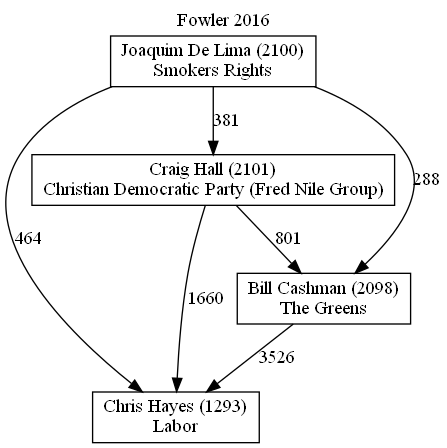 Fowler 2016
Joaquim De Lima (2100)
Smokers Rights
381
Craig Hall (2101)
Christian Democratic Party (Fred Nile Group)
288
464
801
1660
Bill Cashman (2098)
The Greens
3526
Chris Hayes (1293)
Labor